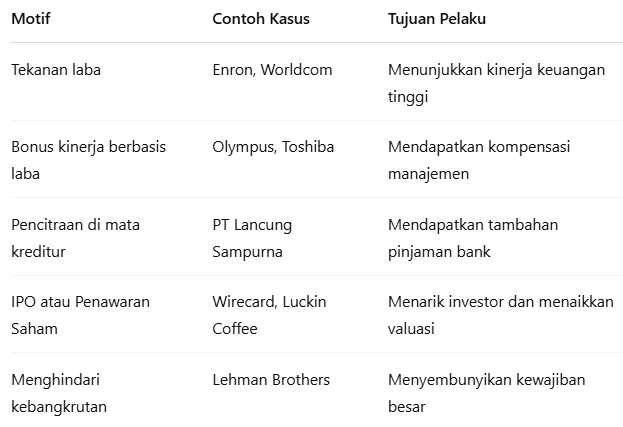 Motif Contoh Kasus Tujuan Pelaku
Tekanan laba Enron, Worldcom Menunjukkan kinerja keuangan
tinggi
Bonus kinerja berbasis Olympus, Toshiba Mendapatkan kompensasi
laba manajemen
Pencitraan di mata PT Lancung Mendapatkan tambahan
kreditur Sampurna pinjaman bank
IPO atau Penawaran Wirecard, Luckin Menarik investor dan menaikkan
Saham Coffee valuasi
Menghindari Lehman Brothers Menyembunyikan kewajiban
kebangkrutan besar